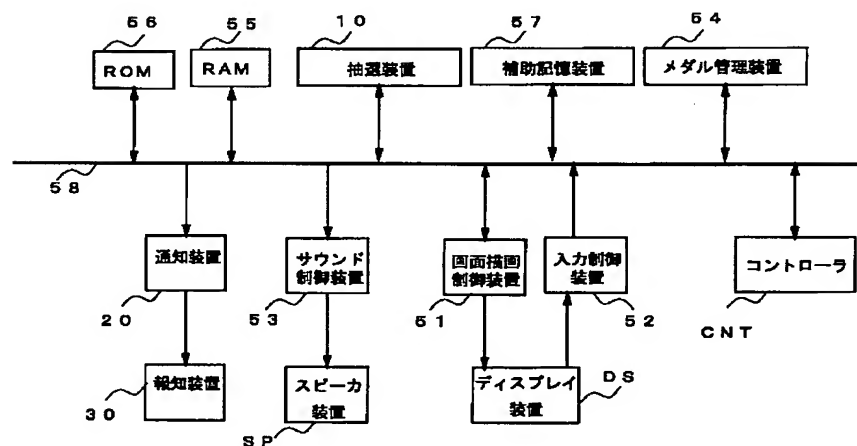 56
55
10
57
54
ROM
RAM
抽選装置
補助記憶装置
メダル管理装置
58
通知装置
サウンド
制御装置
画面描画
制御装置
入力制御
装置
コントローラ
20
53
51
52
CNT
報知装置
スピーカ
装置
ディスプレイ
装置
DS
30
SP